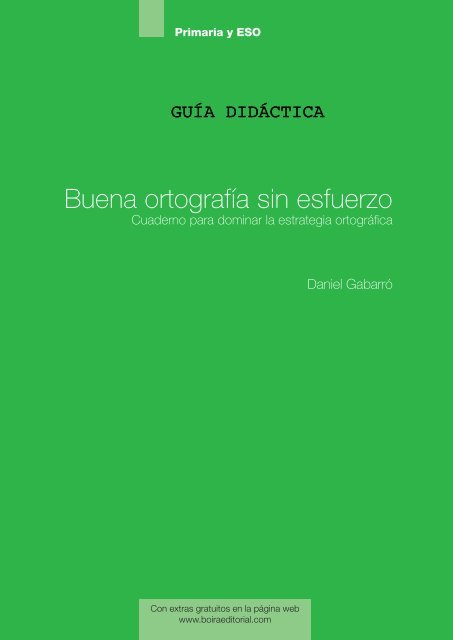 Primaria y ESO
GUÍA DIDÁCTICA
Buena ortografía sin esfuerzo
Cuaderno para dominar la estrategia ortográfica
Daniel Gabarró
Con extras gratuitos en la página web
www.boiraeditorial.com